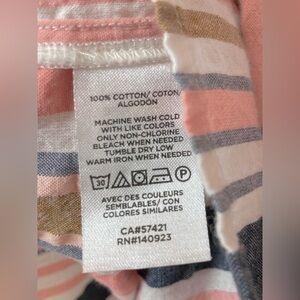 100% COTTON/ COTON/
ALGODÓN
MACHINE WASH COLD
WITH LIKE COLORS
ONLY NON-CHLORINE
BLEACH WHEN NEEDED
TUMBLE DRY LOW
WARM IRON WHEN NEEDED
30 P
AVEC DES COULEURS
SEMBLABLES/ CON
COLORES SIMILARES
CA#57421
RN#140923